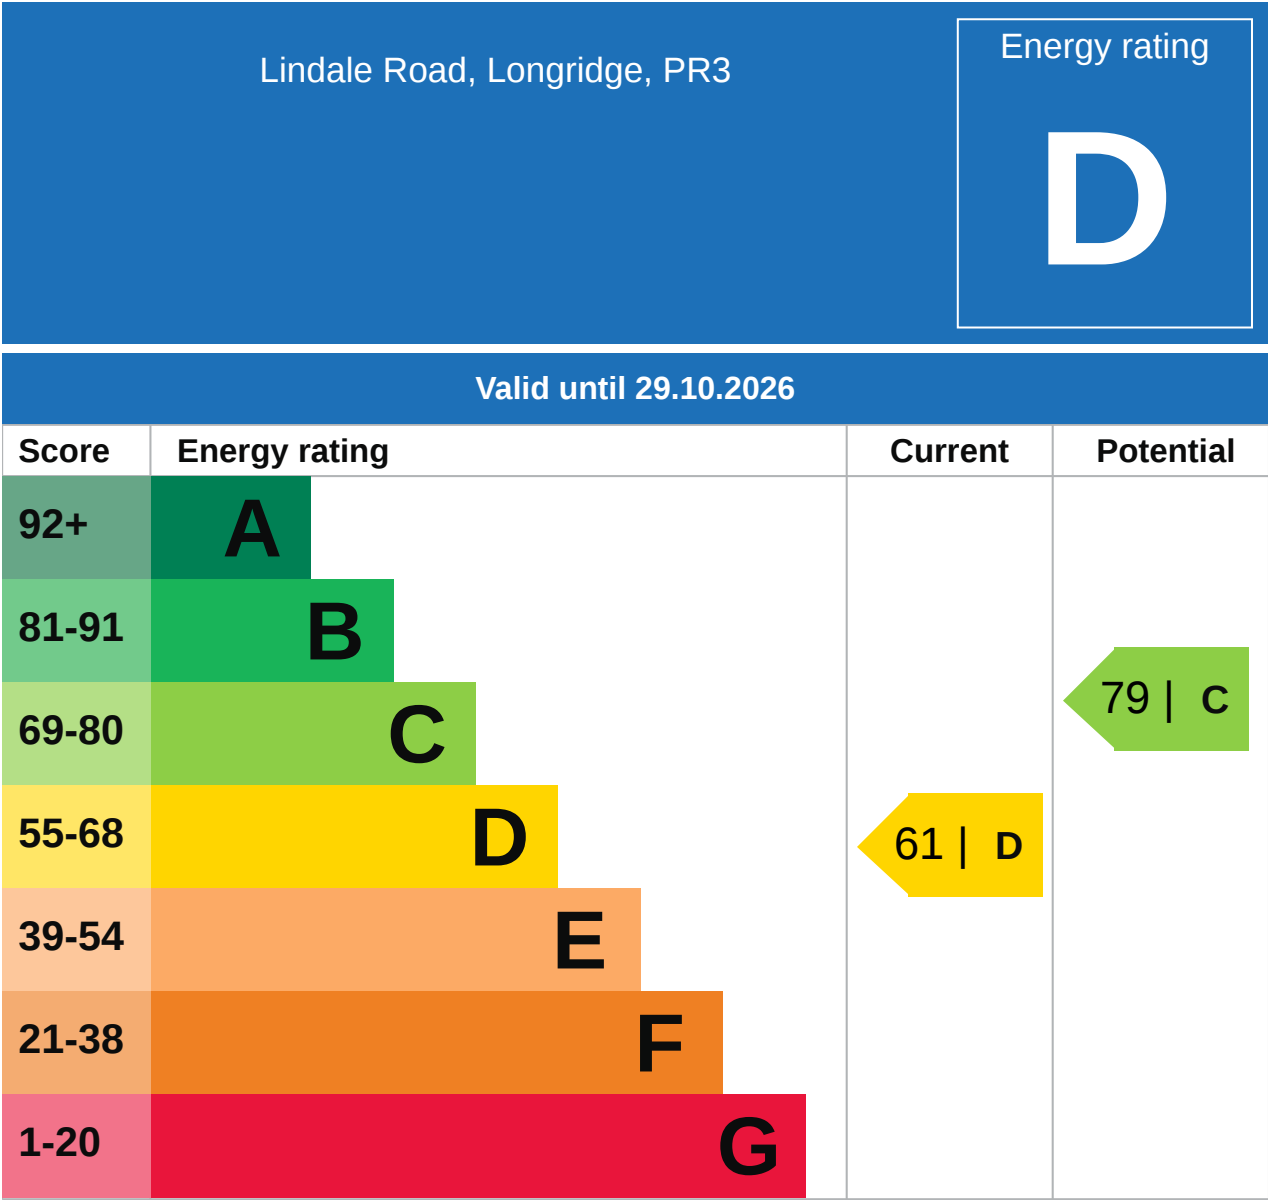 Lindale Road, Longridge, PR3
Energy rating
D
Valid until 29.10.2026
Score Energy rating Current Potential
92+ A
81-91 B
69-80 C
79 | C
55-68 D
61 | D
39-54 E
21-38 F
1-20 G